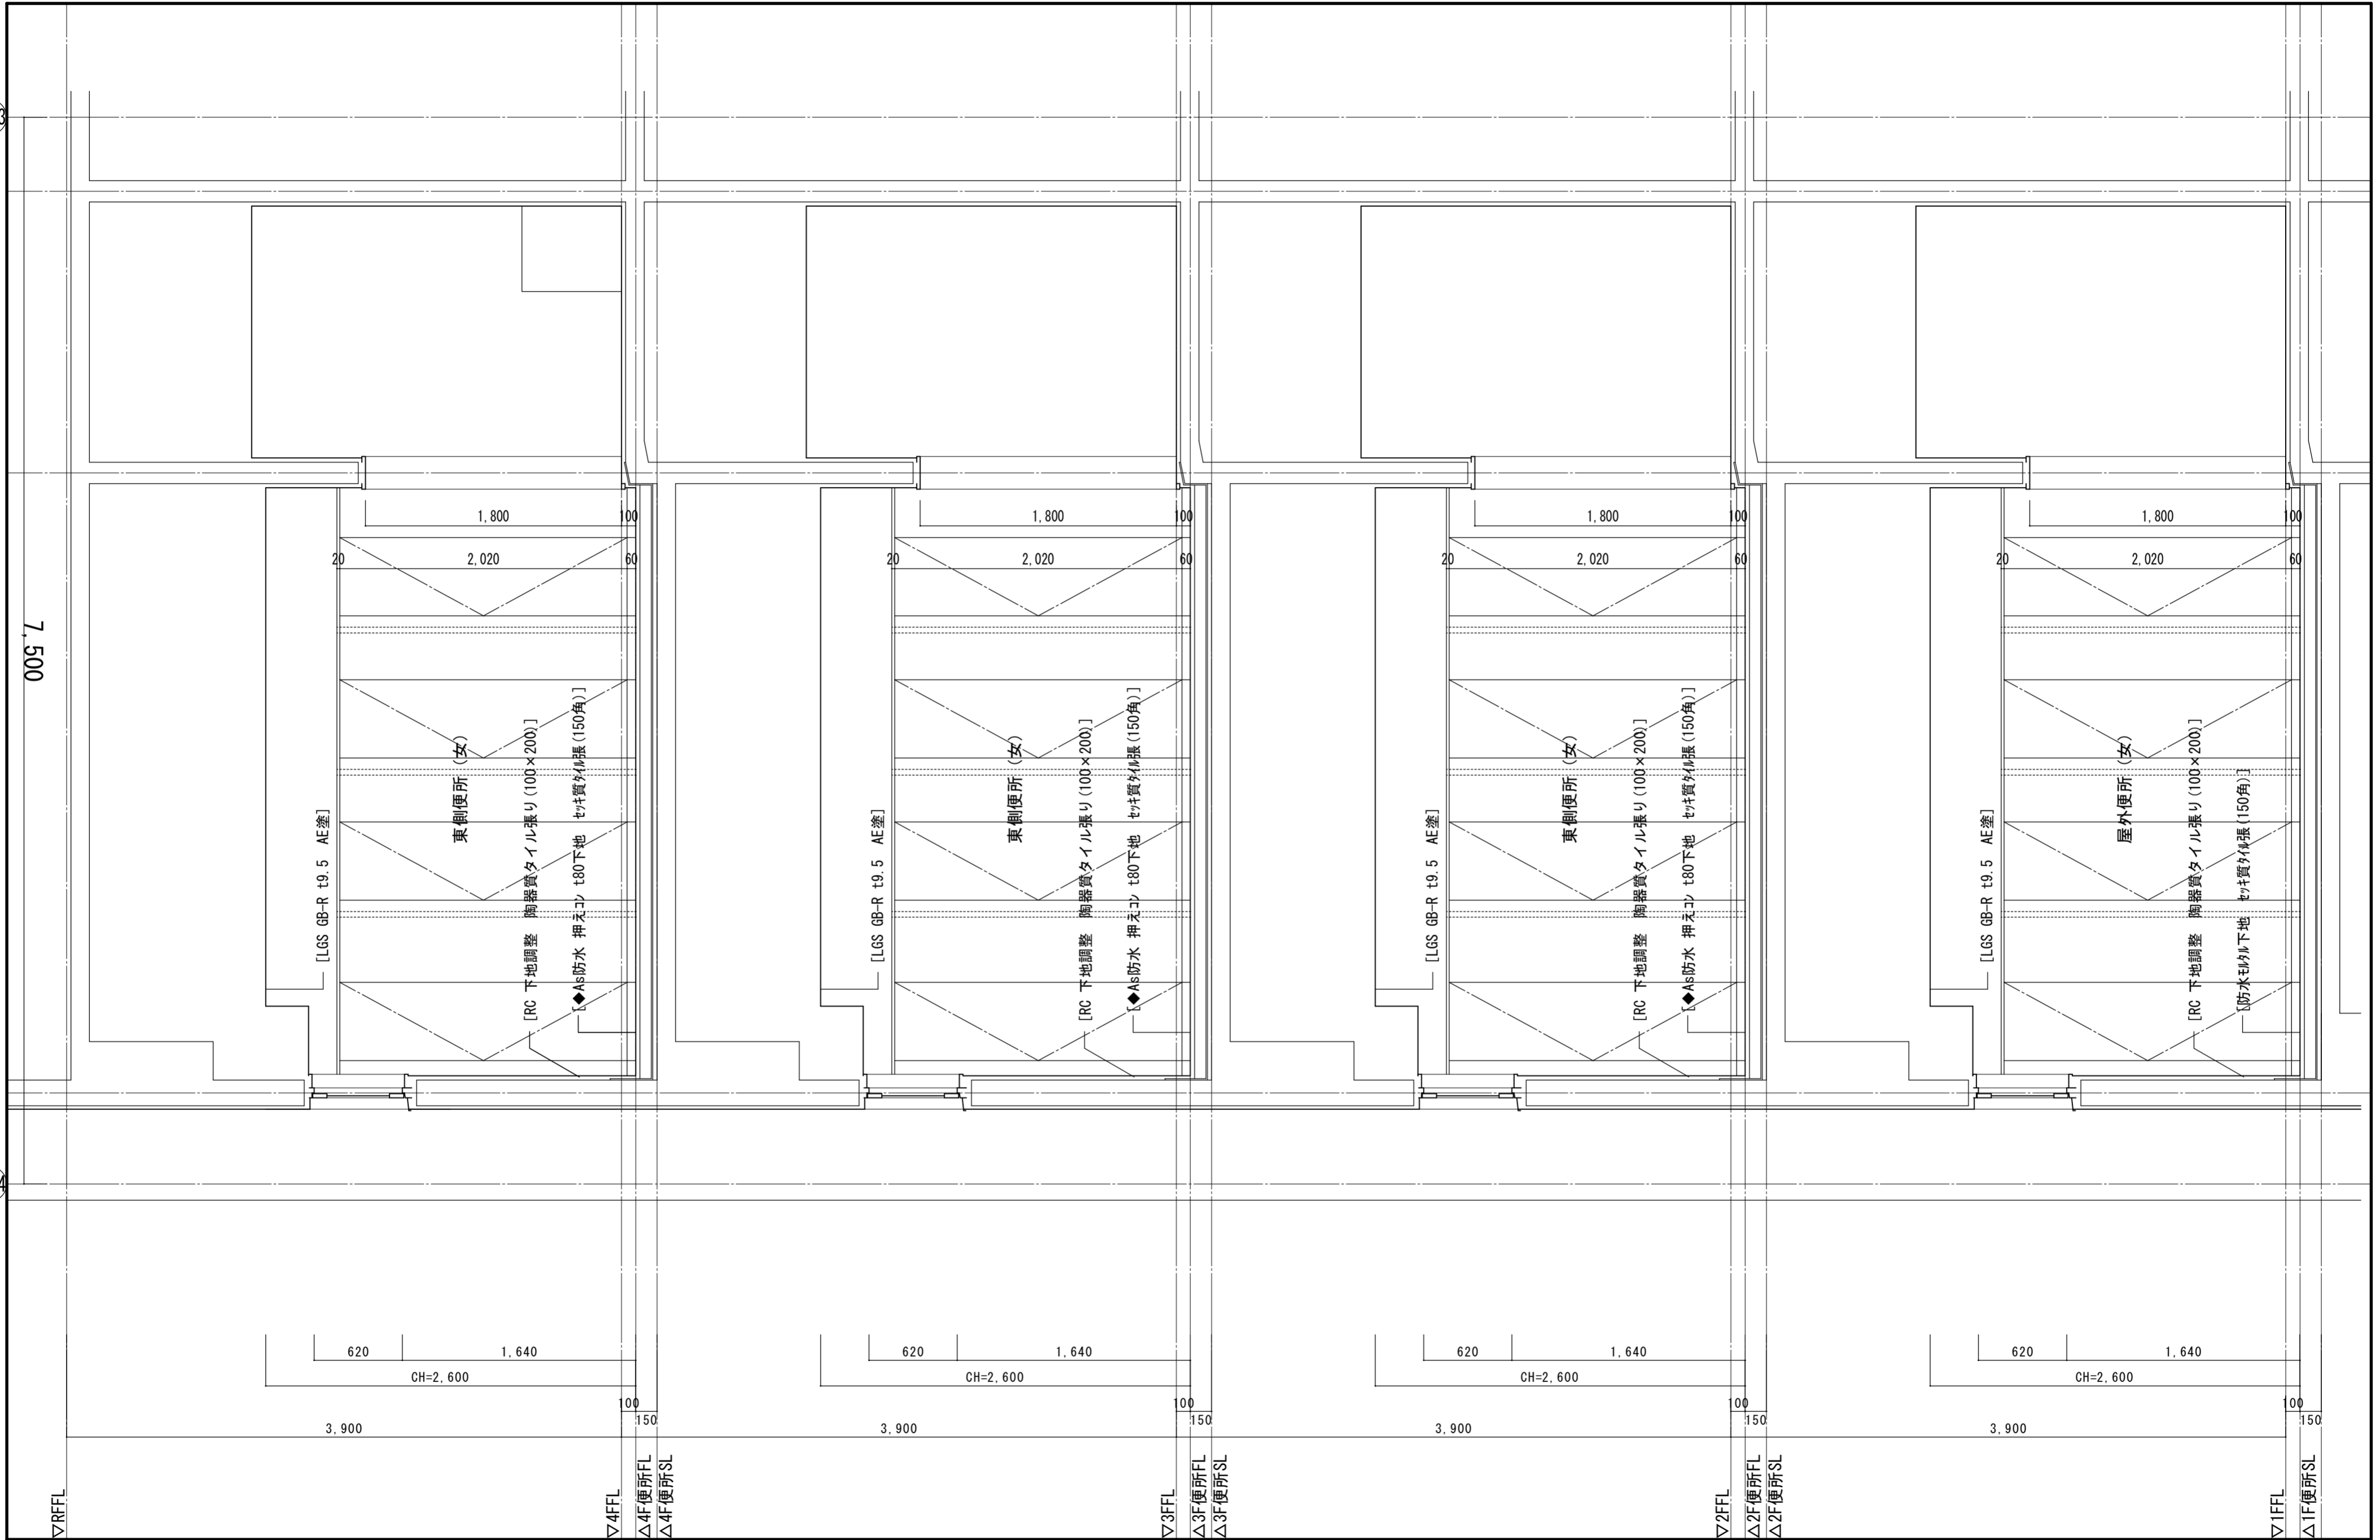 3
7,500
4
1,800
100
20
2,020
60
東側便所（女）
[LGS GB-R t9.5 AE塗]
[RC 下地調整 陶器質タイル張り(100×200)]
[◆As防水 押えｺﾝ t80下地 ｾｯｷ質ﾀｲﾙ張(150角)]
1,800
100
20
2,020
60
東側便所（女）
[LGS GB-R t9.5 AE塗]
[RC 下地調整 陶器質タイル張り(100×200)]
[◆As防水 押えｺﾝ t80下地 ｾｯｷ質ﾀｲﾙ張(150角)]
1,800
100
20
2,020
60
東側便所（女）
[LGS GB-R t9.5 AE塗]
[RC 下地調整 陶器質タイル張り(100×200)]
[◆As防水 押えｺﾝ t80下地 ｾｯｷ質ﾀｲﾙ張(150角)]
1,800
100
20
2,020
60
屋外便所（女）
[LGS GB-R t9.5 AE塗]
[RC 下地調整 陶器質タイル張り(100×200)]
[防水ﾓﾙﾀﾙ下地 ｾｯｷ質ﾀｲﾙ張(150角)]
620
1,640
CH=2,600
100
150
3,900
620
1,640
CH=2,600
100
150
3,900
620
1,640
CH=2,600
100
150
3,900
620
1,640
CH=2,600
100
150
3,900
▽RFFL
▽4FFL
△4F便所FL
△4F便所SL
▽3FFL
△3F便所FL
△3F便所SL
▽2FFL
△2F便所FL
△2F便所SL
▽1FFL
△1F便所SL